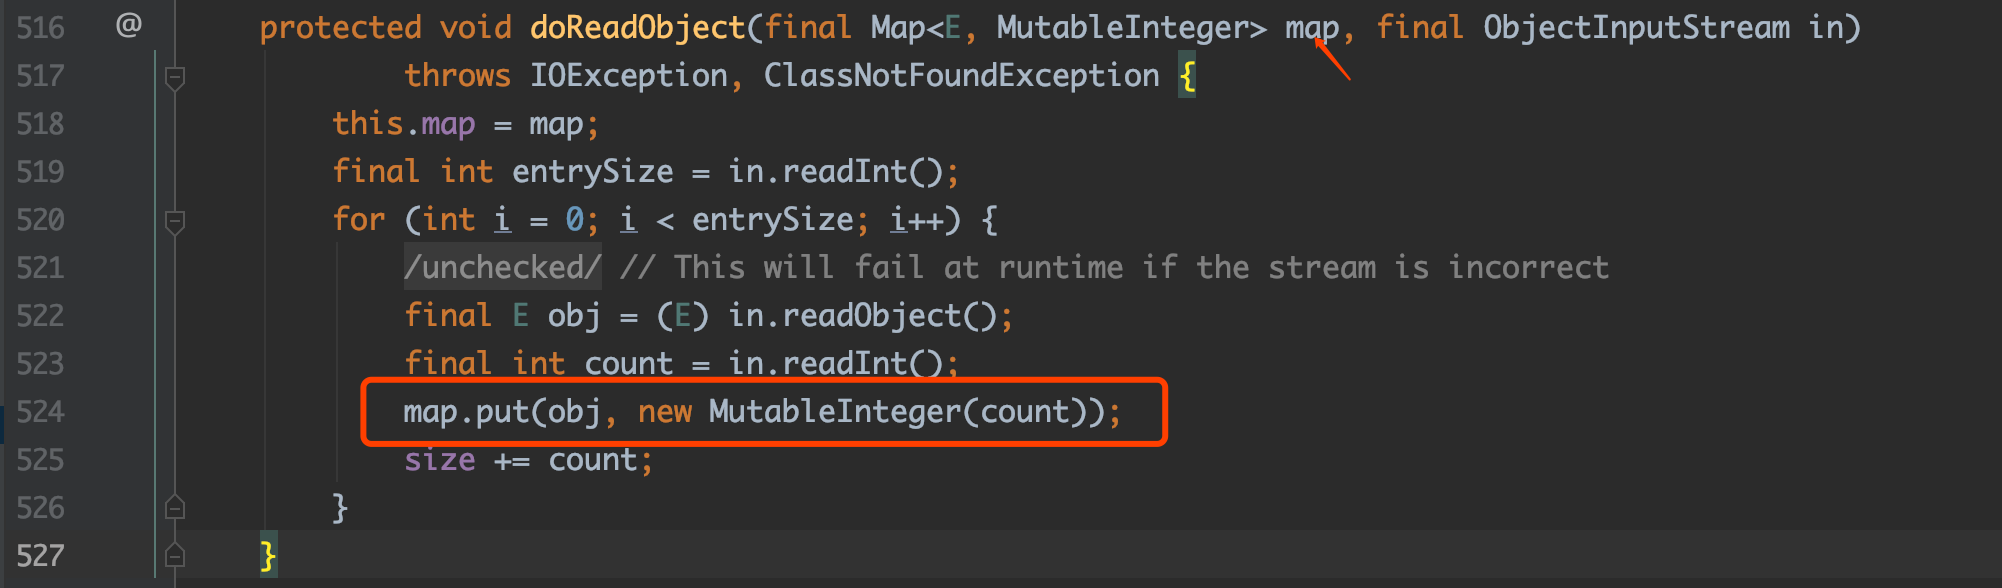 516 @ protected void doReadObject(final Map<E, MutableInteger> map, final ObjectInputStream in)
517 throws IOException, ClassNotFoundException {
518 this.map = map;
519 final int entrySize = in.readInt();
520 for (int i = 0; i < entrySize; i++) {
521 /unchecked/ // This will fail at runtime if the stream is incorrect
522 final E obj = (E) in.readObject();
523 final int count = in.readInt();
524 map.put(obj, new MutableInteger(count));
525 size += count;
526 }
527 }